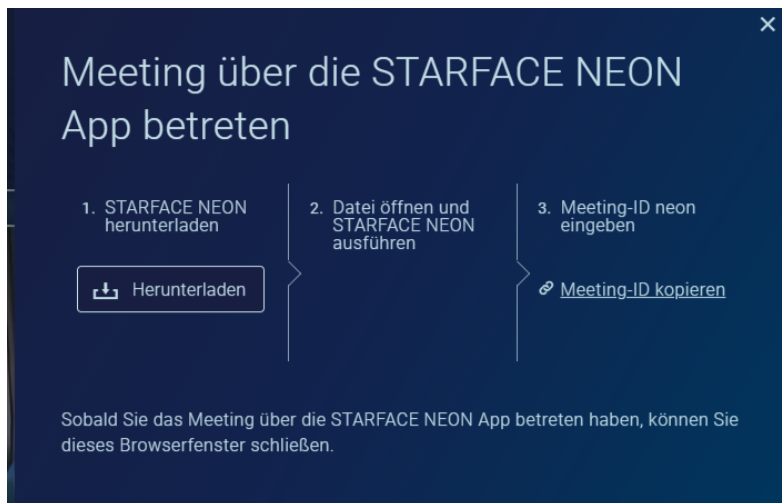 Meeting über die STARFACE NEON
App betreten
1. STARFACE NEON
herunterladen
Herunterladen
2. Datei öffnen und
STARFACE NEON
ausführen
3. Meeting-ID neon
eingeben
Meeting-ID kopieren
Sobald Sie das Meeting über die STARFACE NEON App betreten haben, können Sie
dieses Browserfenster schließen.